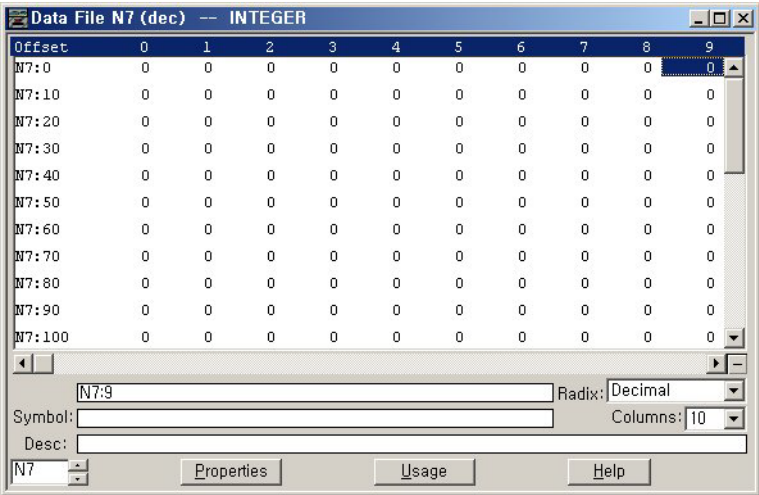 Data File N7 (dec) -- INTEGER
Offset 0 1 2 3 4 5 6 7 8 9
N7:0 0 0 0 0 0 0 0 0 0 0
N7:10 0 0 0 0 0 0 0 0 0 0
N7:20 0 0 0 0 0 0 0 0 0 0
N7:30 0 0 0 0 0 0 0 0 0 0
N7:40 0 0 0 0 0 0 0 0 0 0
N7:50 0 0 0 0 0 0 0 0 0 0
N7:60 0 0 0 0 0 0 0 0 0 0
N7:70 0 0 0 0 0 0 0 0 0 0
N7:80 0 0 0 0 0 0 0 0 0 0
N7:90 0 0 0 0 0 0 0 0 0 0
N7:100 0 0 0 0 0 0 0 0 0 0
N7:9 Radix: Decimal
Symbol: Columns: 10
Desc:
N7 Properties Usage Help